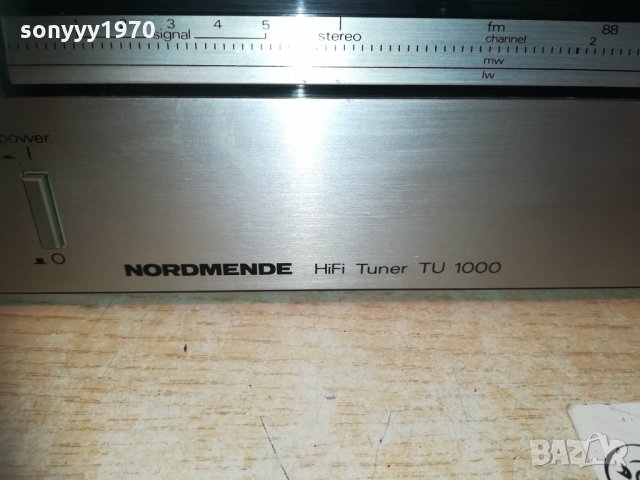 sonyyy1970
1 3 4 5
signal
stereo
fm 88
channel 2
mw
lw
power
I
O
NORDMENDE HiFi Tuner TU 1000
BAZAR